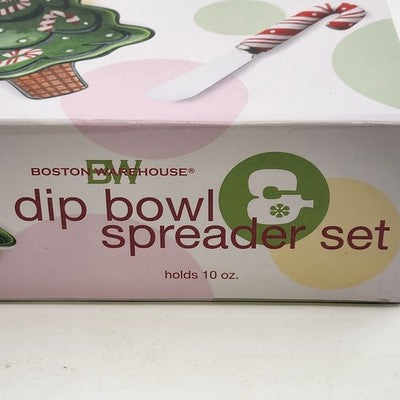 BW
BOSTON WAREHOUSE®
dip bowl &
spreader set
holds 10 oz.